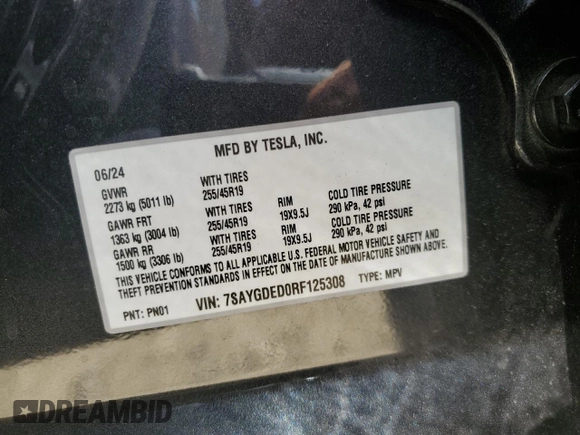 MFD BY TESLA, INC.
06/24
GVWR WITH TIRES
2273 kg (5011 lb) 255/45R19 RIM COLD TIRE PRESSURE
GAWR FRT WITH TIRES 19X9.5J 290 kPa, 42 psi
1363 kg (3004 lb) 255/45R19 RIM COLD TIRE PRESSURE
GAWR RR WITH TIRES 19X9.5J 290 kPa, 42 psi
1500 kg (3306 lb) 255/45R19
THIS VEHICLE CONFORMS TO ALL APPLICABLE U.S. FEDERAL MOTOR VEHICLE SAFETY AND
THEFT PREVENTION STANDARDS IN EFFECT ON THE DATE OF MANUFACTURE SHOWN ABOVE.
PNT: PN01 VIN: 7SAYGDED0RF125308 TYPE: MPV
DREAMBID